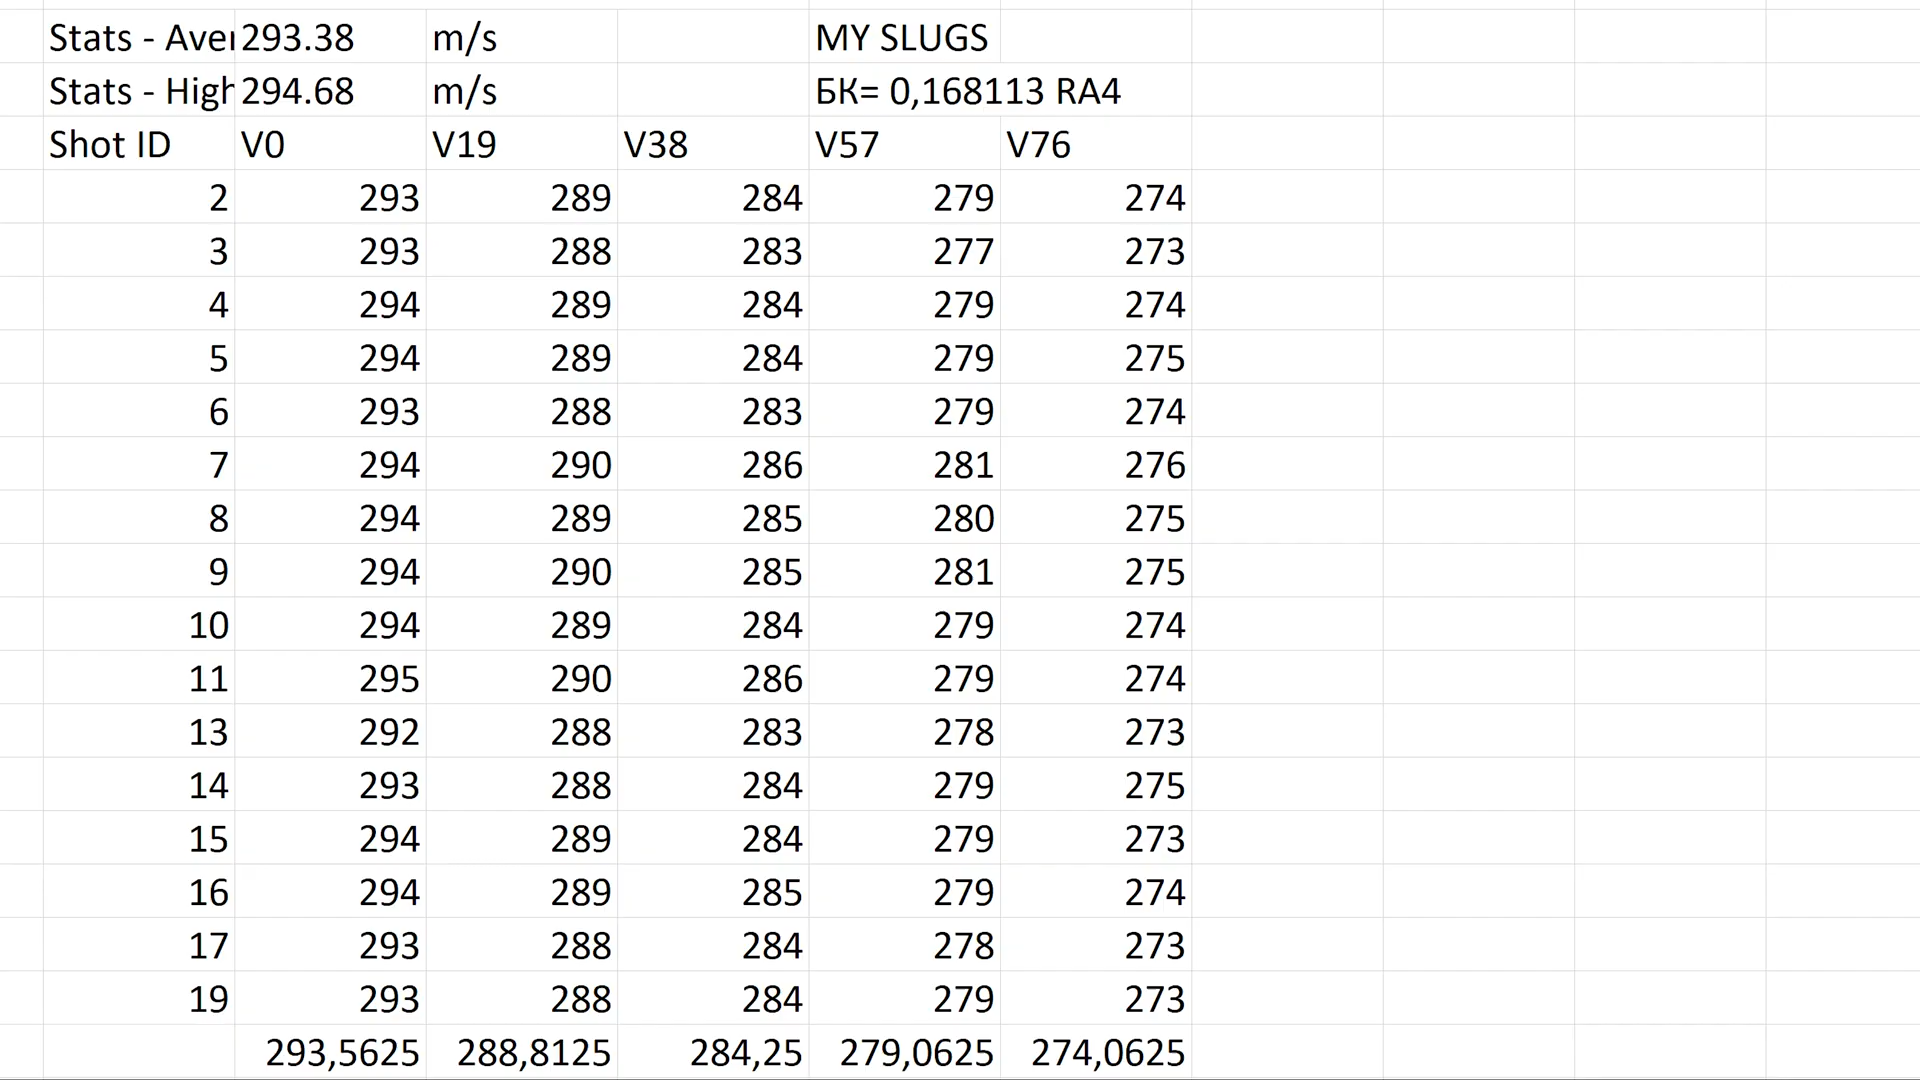 Stats - Aver 293.38 m/s MY SLUGS
Stats - High 294.68 m/s БК= 0,168113 RA4
Shot ID V0 V19 V38 V57 V76
2 293 289 284 279 274
3 293 288 283 277 273
4 294 289 284 279 274
5 294 289 284 279 275
6 293 288 283 279 274
7 294 290 286 281 276
8 294 289 285 280 275
9 294 290 285 281 275
10 294 289 284 279 274
11 295 290 286 279 274
13 292 288 283 278 273
14 293 288 284 279 275
15 294 289 284 279 273
16 294 289 285 279 274
17 293 288 284 278 273
19 293 288 284 279 273
293,5625 288,8125 284,25 279,0625 274,0625